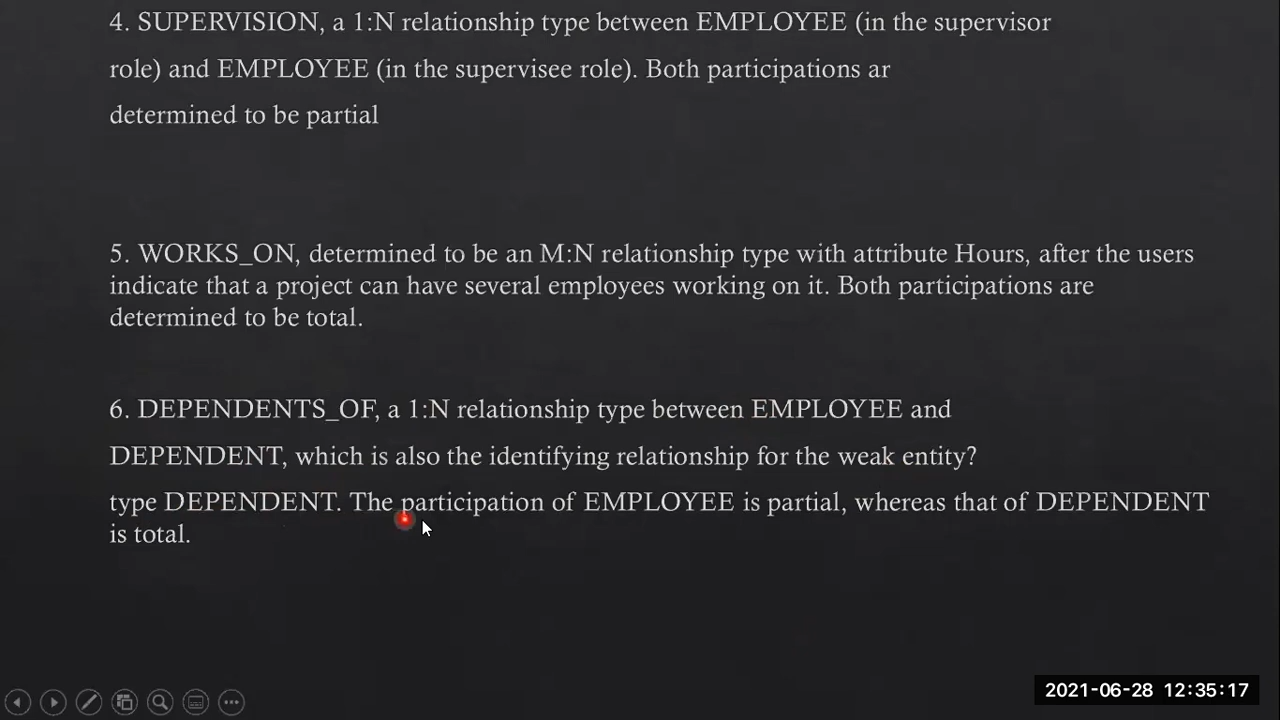 4. SUPERVISION, a 1:N relationship type between EMPLOYEE (in the supervisor
role) and EMPLOYEE (in the supervisee role). Both participations ar
determined to be partial
5. WORKS_ON, determined to be an M:N relationship type with attribute Hours, after the users
indicate that a project can have several employees working on it. Both participations are
determined to be total.
6. DEPENDENTS_OF, a 1:N relationship type between EMPLOYEE and
DEPENDENT, which is also the identifying relationship for the weak entity?
type DEPENDENT. The participation of EMPLOYEE is partial, whereas that of DEPENDENT
is total.
2021-06-28 12:35:17